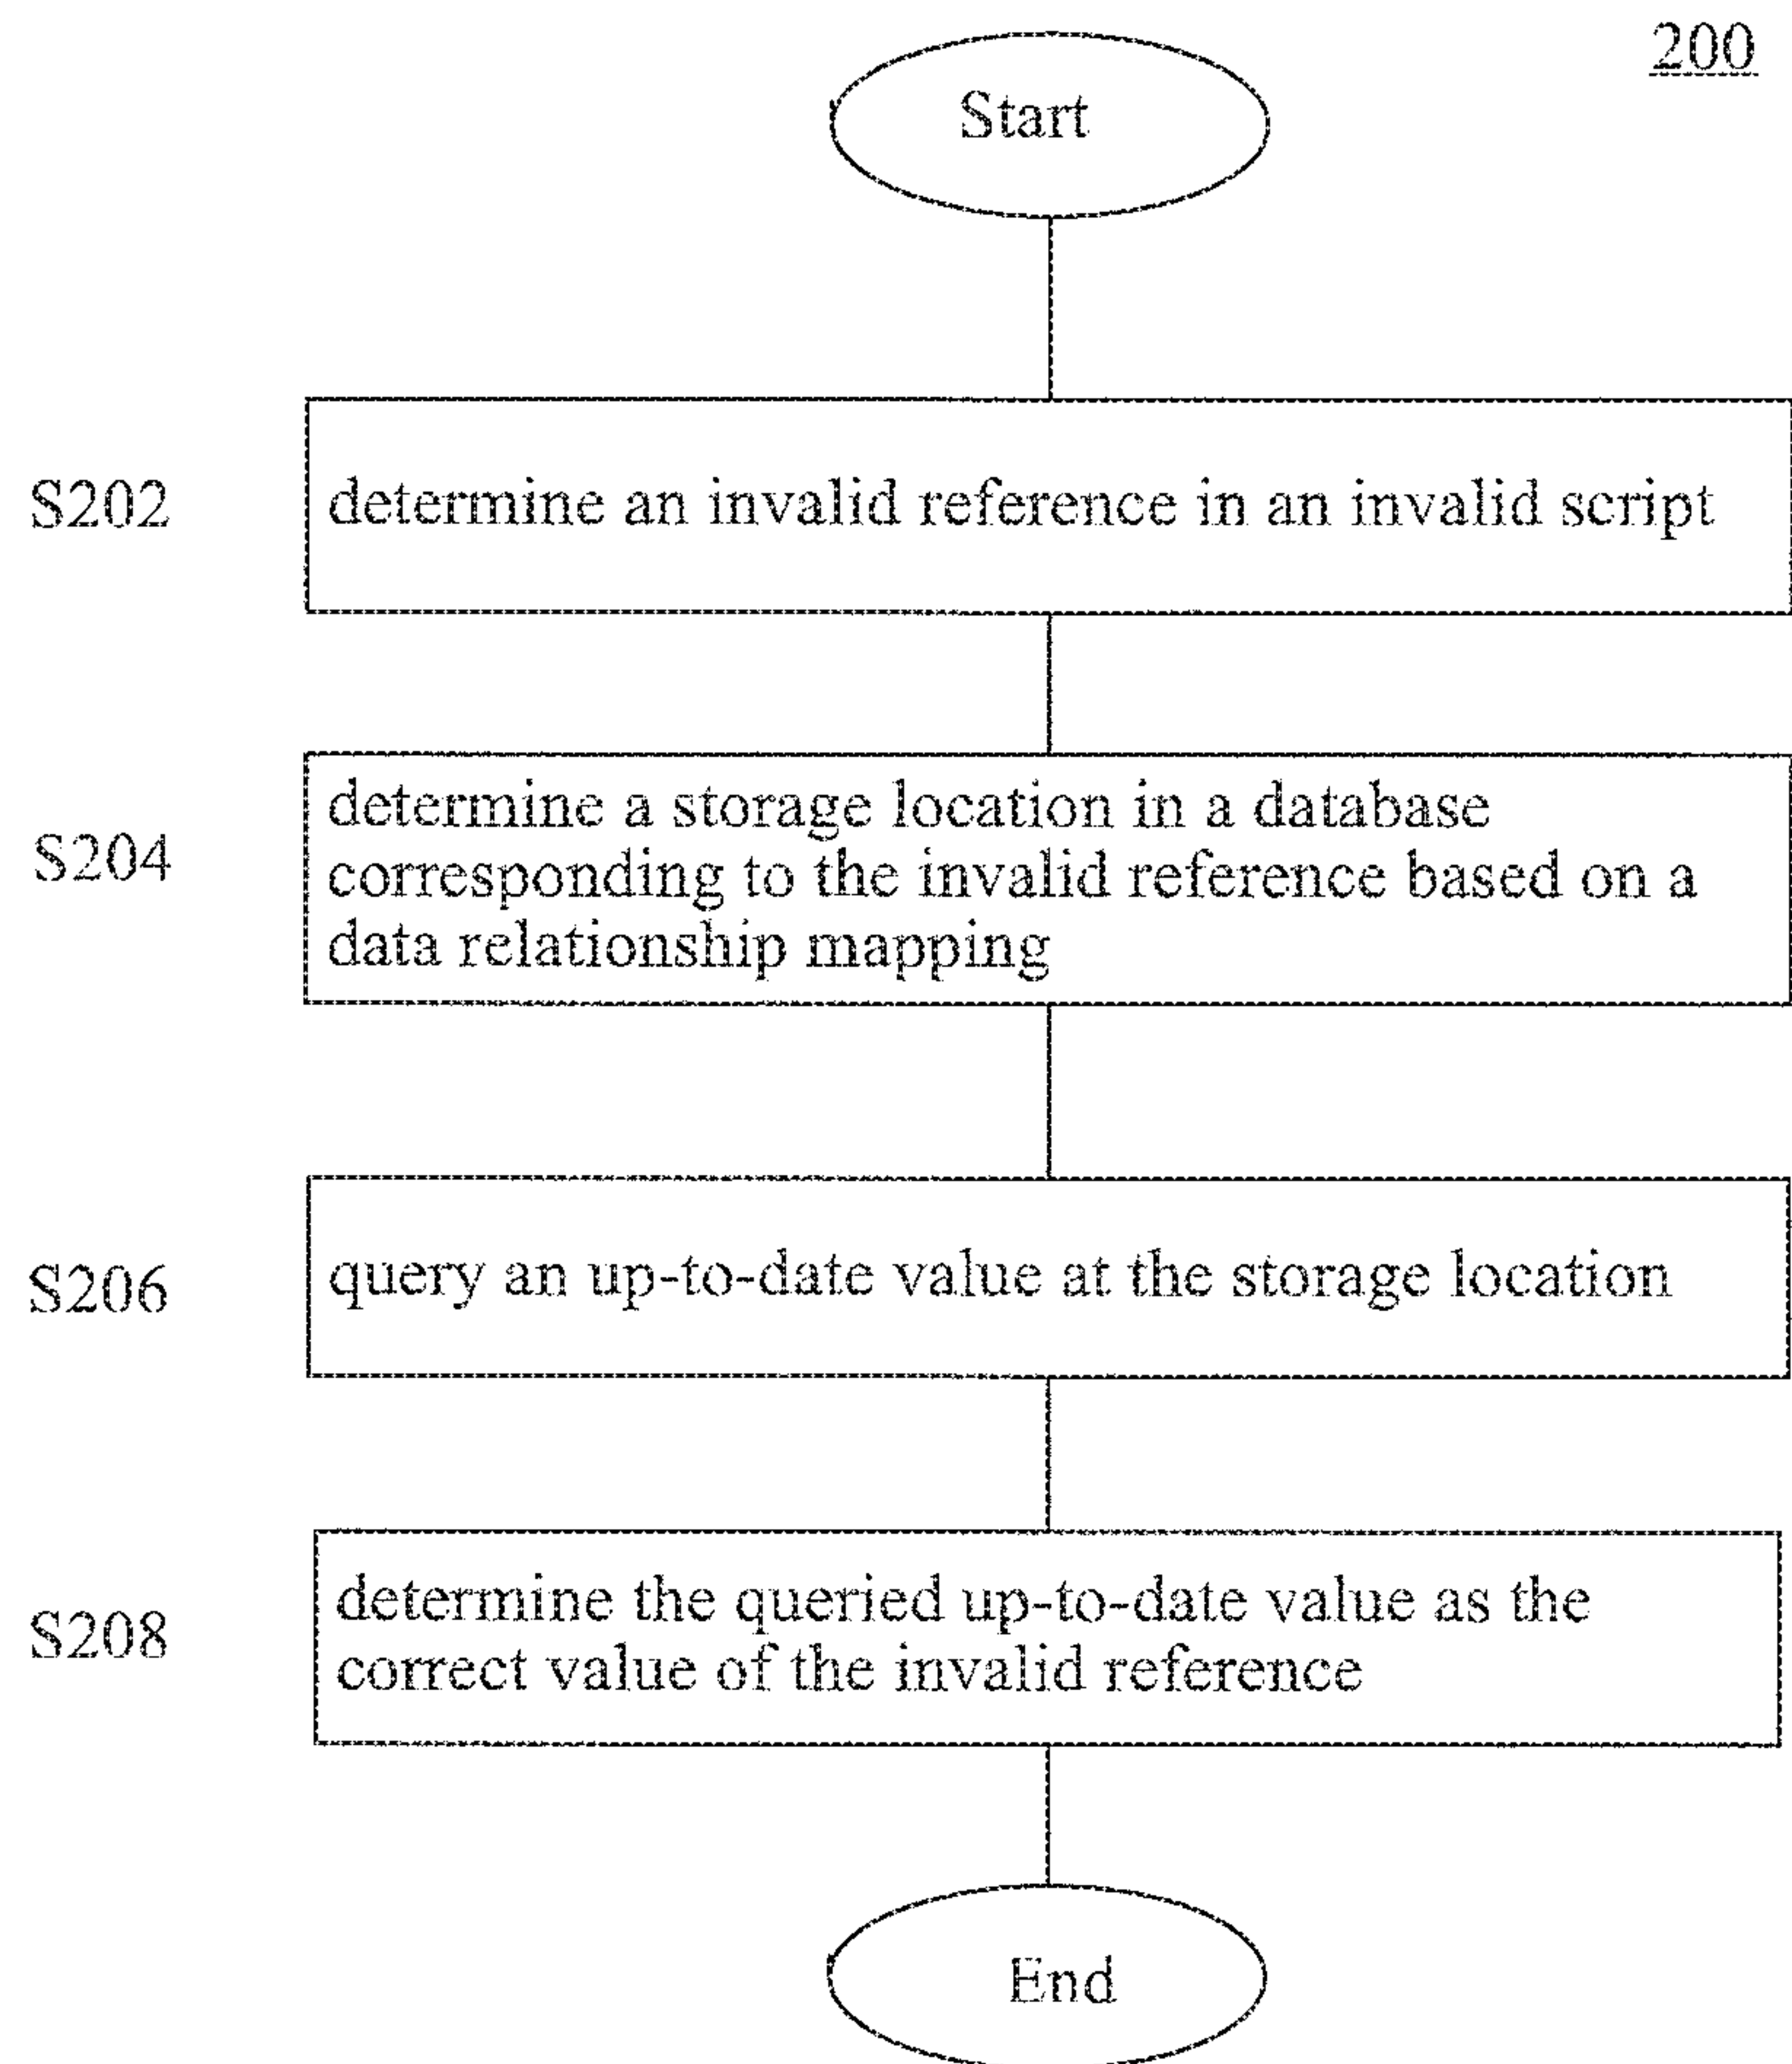 200
Start
S202
determine an invalid reference in an invalid script
S204
determine a storage location in a database
corresponding to the invalid reference based on a
data relationship mapping
S206
query an up-to-date value at the storage location
S208
determine the queried up-to-date value as the
correct value of the invalid reference
End